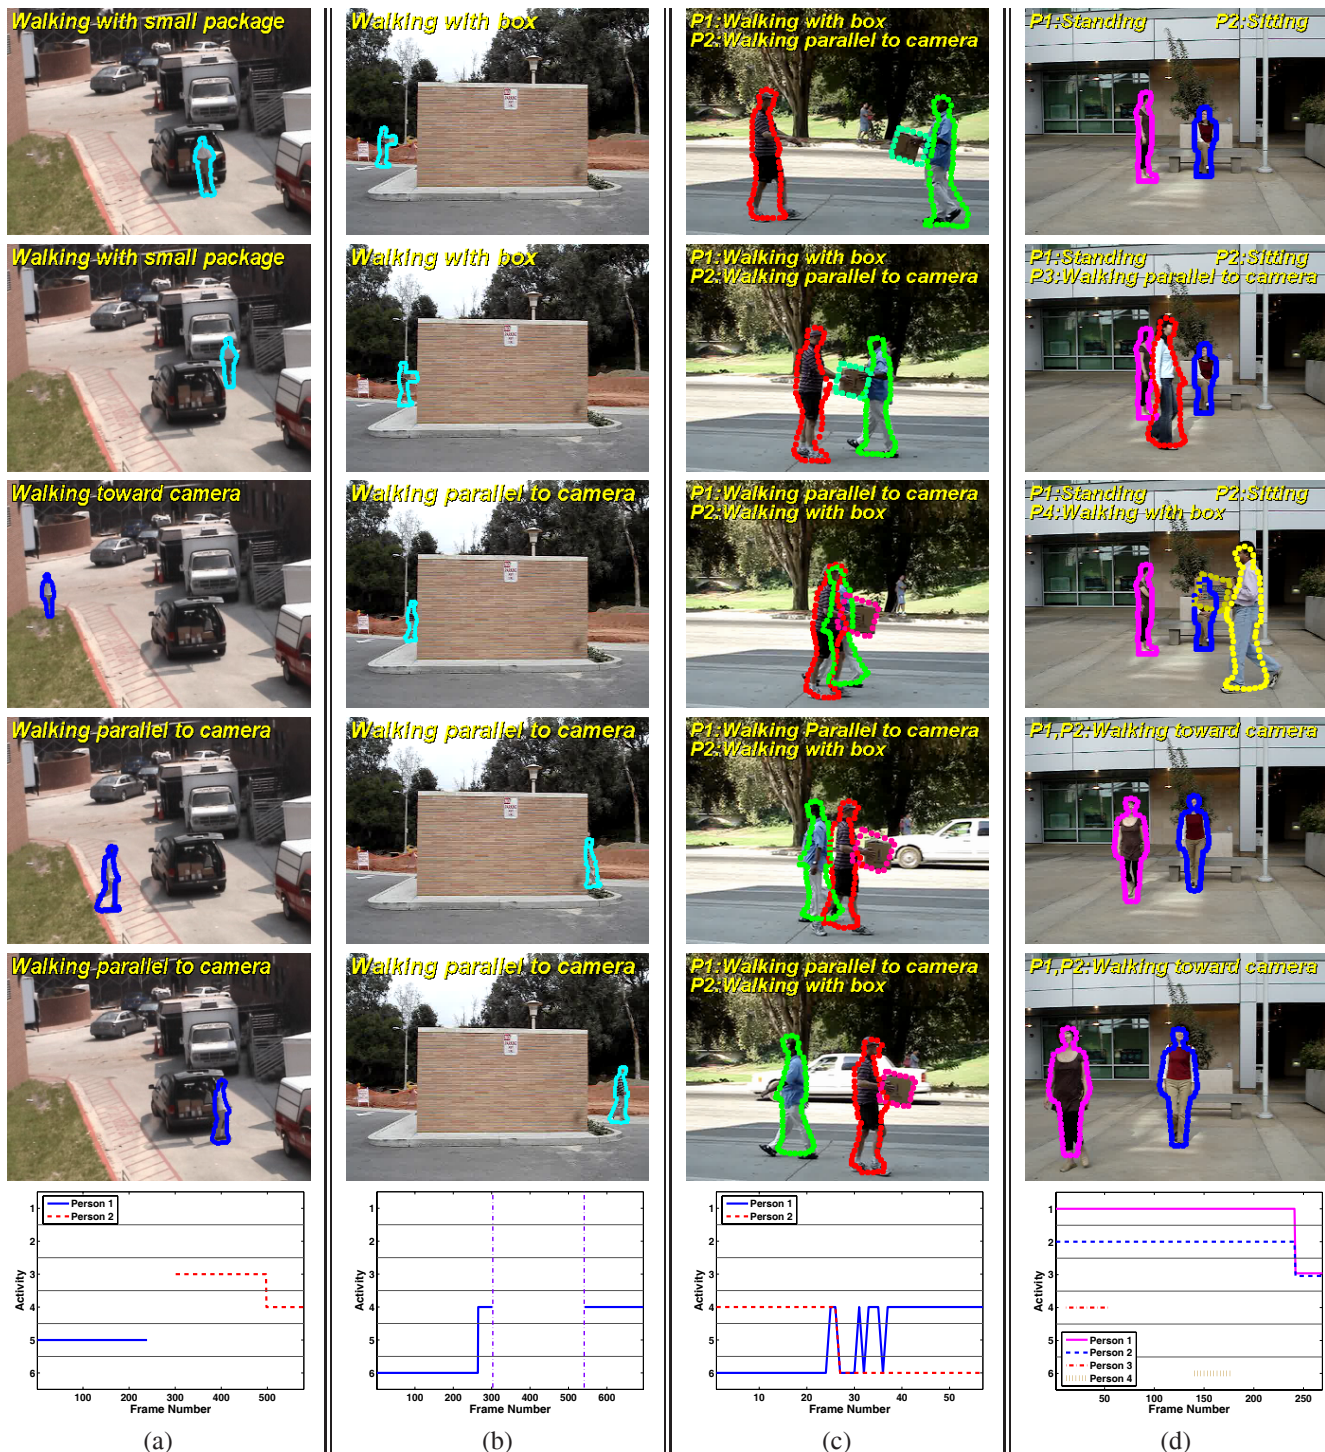 Walking with small package
Walking with small package
Walking toward camera
Walking parallel to camera
Walking parallel to camera
Person 1
Person 2
1
2
3
4
5
6
Activity
100 200 300 400 500
Frame Number
(a)
Walking with box
Walking with box
Walking parallel to camera
Walking parallel to camera
Walking parallel to camera
1
2
3
4
5
6
100 200 300 400 500 600
Frame Number
(b)
P1:Walking with box
P2:Walking parallel to camera
P1:Walking with box
P2:Walking parallel to camera
P1:Walking parallel to camera
P2:Walking with box
P1:Walking Parallel to camera
P2:Walking with box
P1:Walking parallel to camera
P2:Walking with box
Person 1
Person 2
1
2
3
4
5
6
Activity
10 20 30 40 50
Frame Number
(c)
P1:Standing P2:Sitting
P1:Standing P2:Sitting
P3:Walking parallel to camera
P1:Standing P2:Sitting
P4:Walking with box
P1,P2:Walking toward camera
P1,P2:Walking toward camera
1
2
3
4
5
6
Activity
Person 1
Person 2
Person 3
Person 4
50 100 150 200 250
Frame Number
(d)